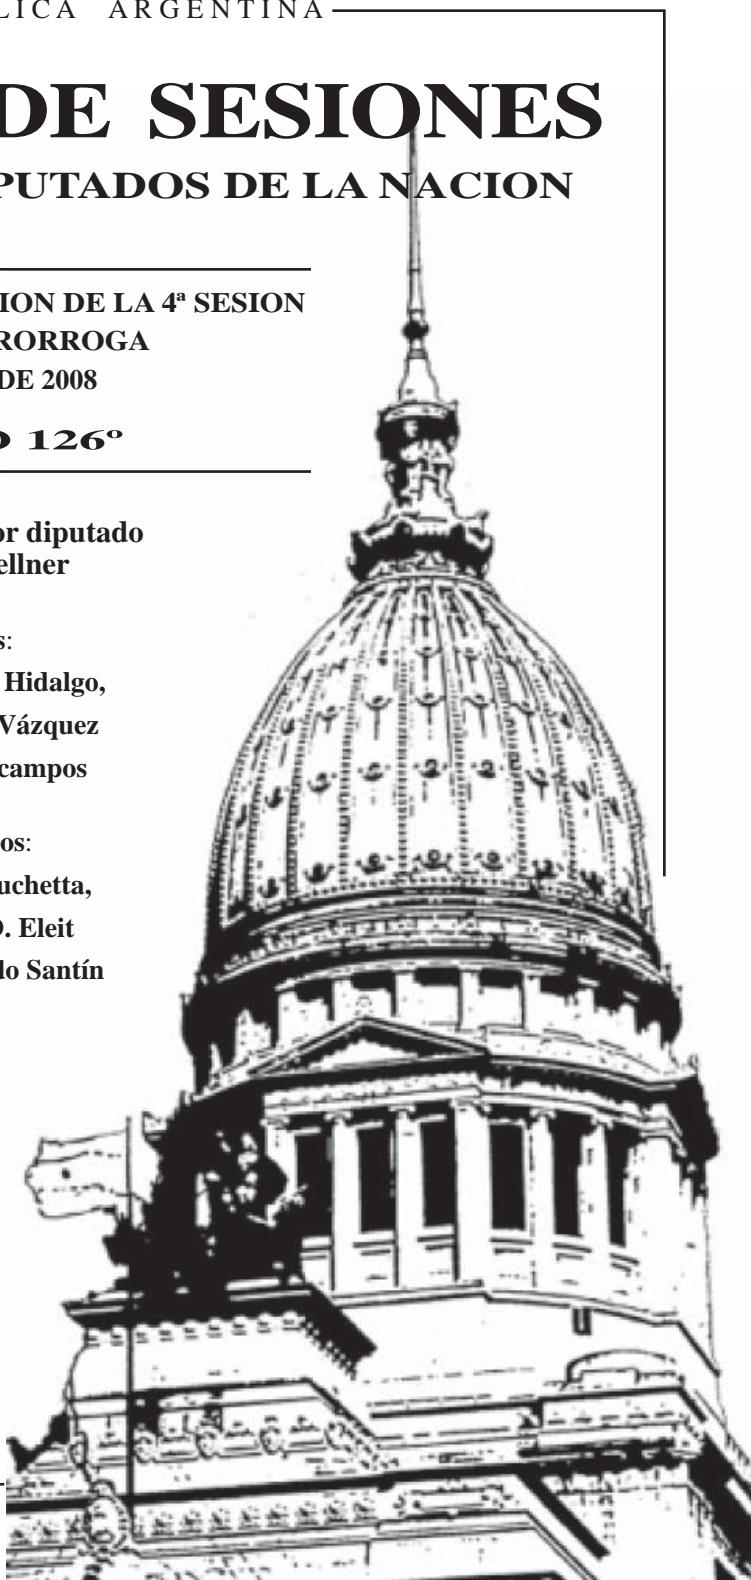 LICA ARGENTINA
DE SESIONES
PUTADOS DE LA NACION
ION DE LA 4ª SESION
RORROGA
DE 2008
O 126º
or diputado
ellner
s:
Hidalgo,
Vázquez
campos
os:
uchetta,
D. Eleit
do Santín